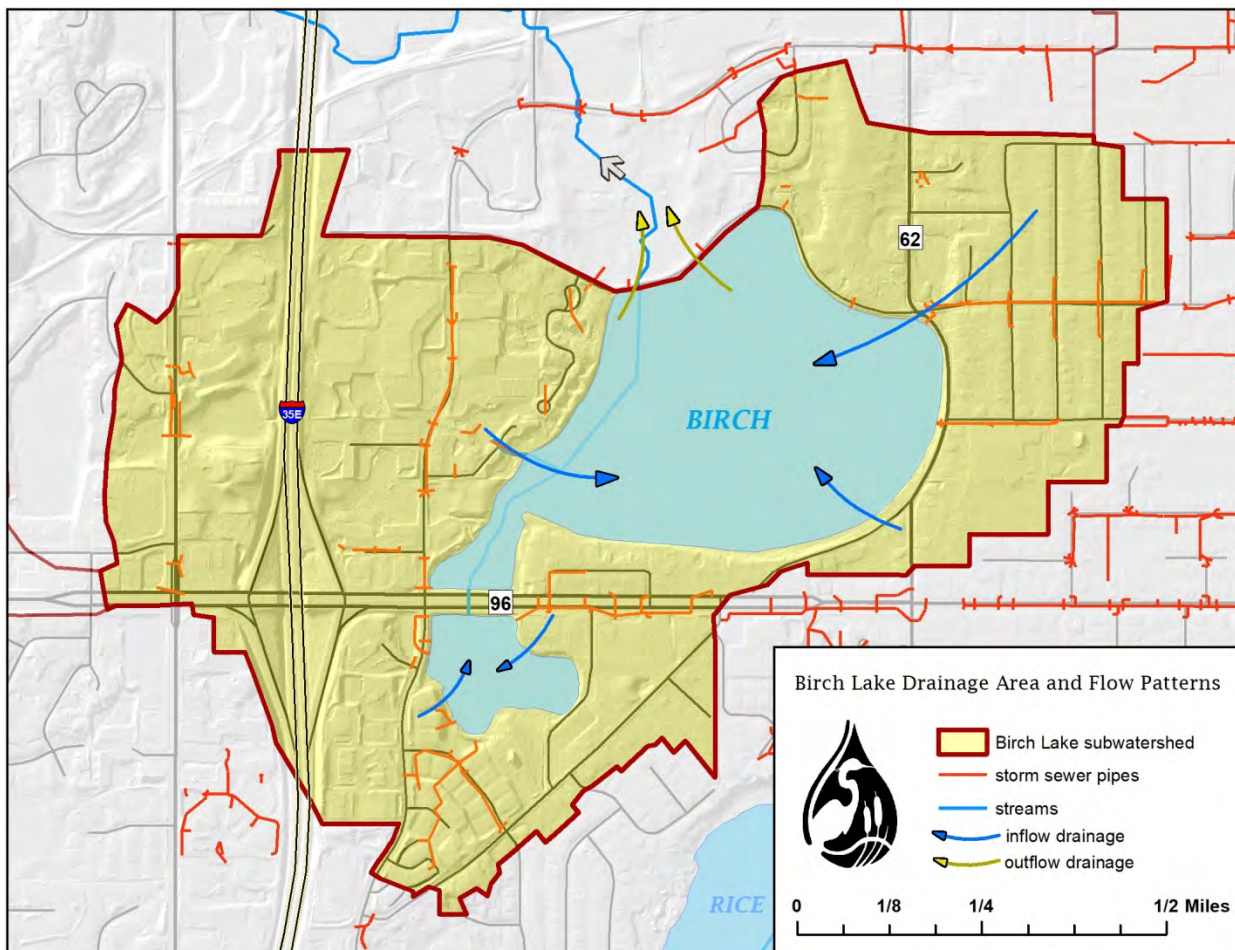 62
35E
BIRCH
96
RICE
Birch Lake Drainage Area and Flow Patterns
Birch Lake subwatershed
storm sewer pipes
streams
inflow drainage
outflow drainage
0 1/8 1/4 1/2 Miles